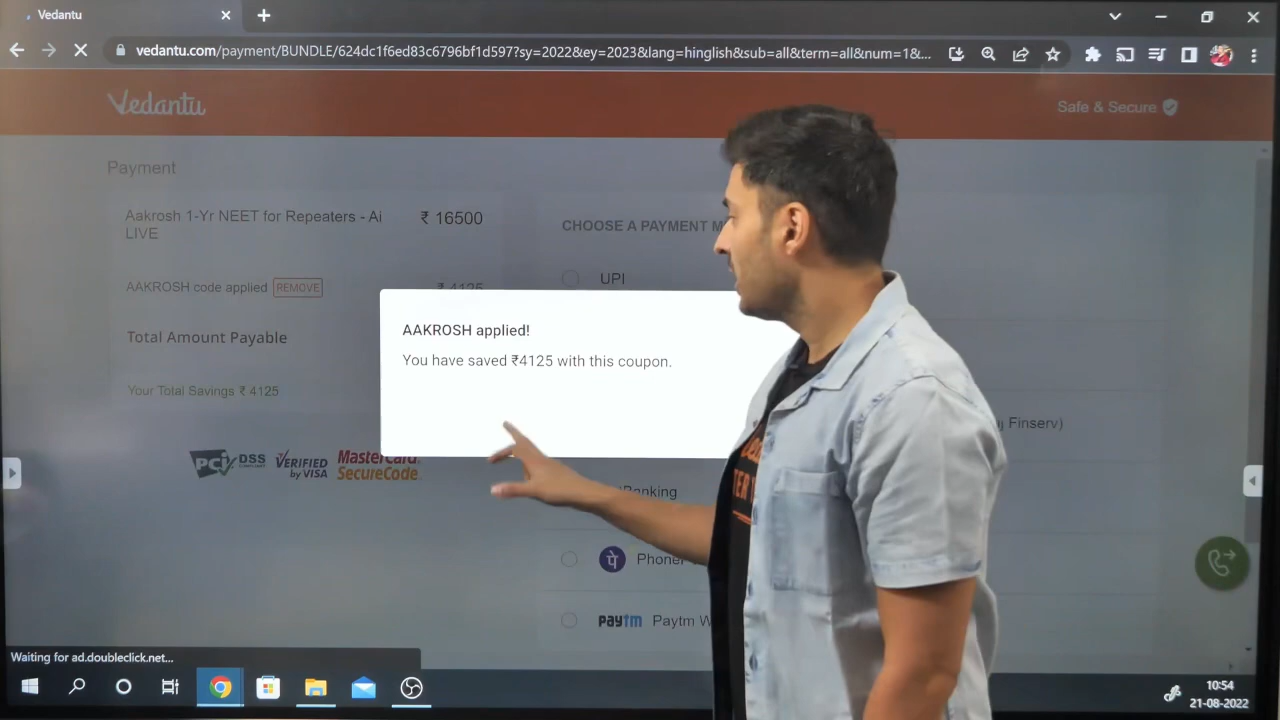 Vedantu
vedantu.com/payment/BUNDLE/624dc1f6ed83c6796bf1d597?sy=2022&ey=2023&lang=hinglish&sub=all&term=all&num=1&...
Vedantu
Safe & Secure
Payment
Aakrosh 1-Yr NEET for Repeaters - Ai
LIVE
₹ 16500
CHOOSE A PAYMENT M
AAKROSH code applied REMOVE
₹ 4125
UPI
AAKROSH applied!
You have saved ₹4125 with this coupon.
Total Amount Payable
Your Total Savings ₹ 4125
Finserv)
PCI DSS
COMPLIANT
VERIFIED
by VISA
MasterCard.
SecureCode.
Banking
पे Phone
paytm Paytm W
Waiting for ad.doubleclick.net...
10:54
21-08-2022